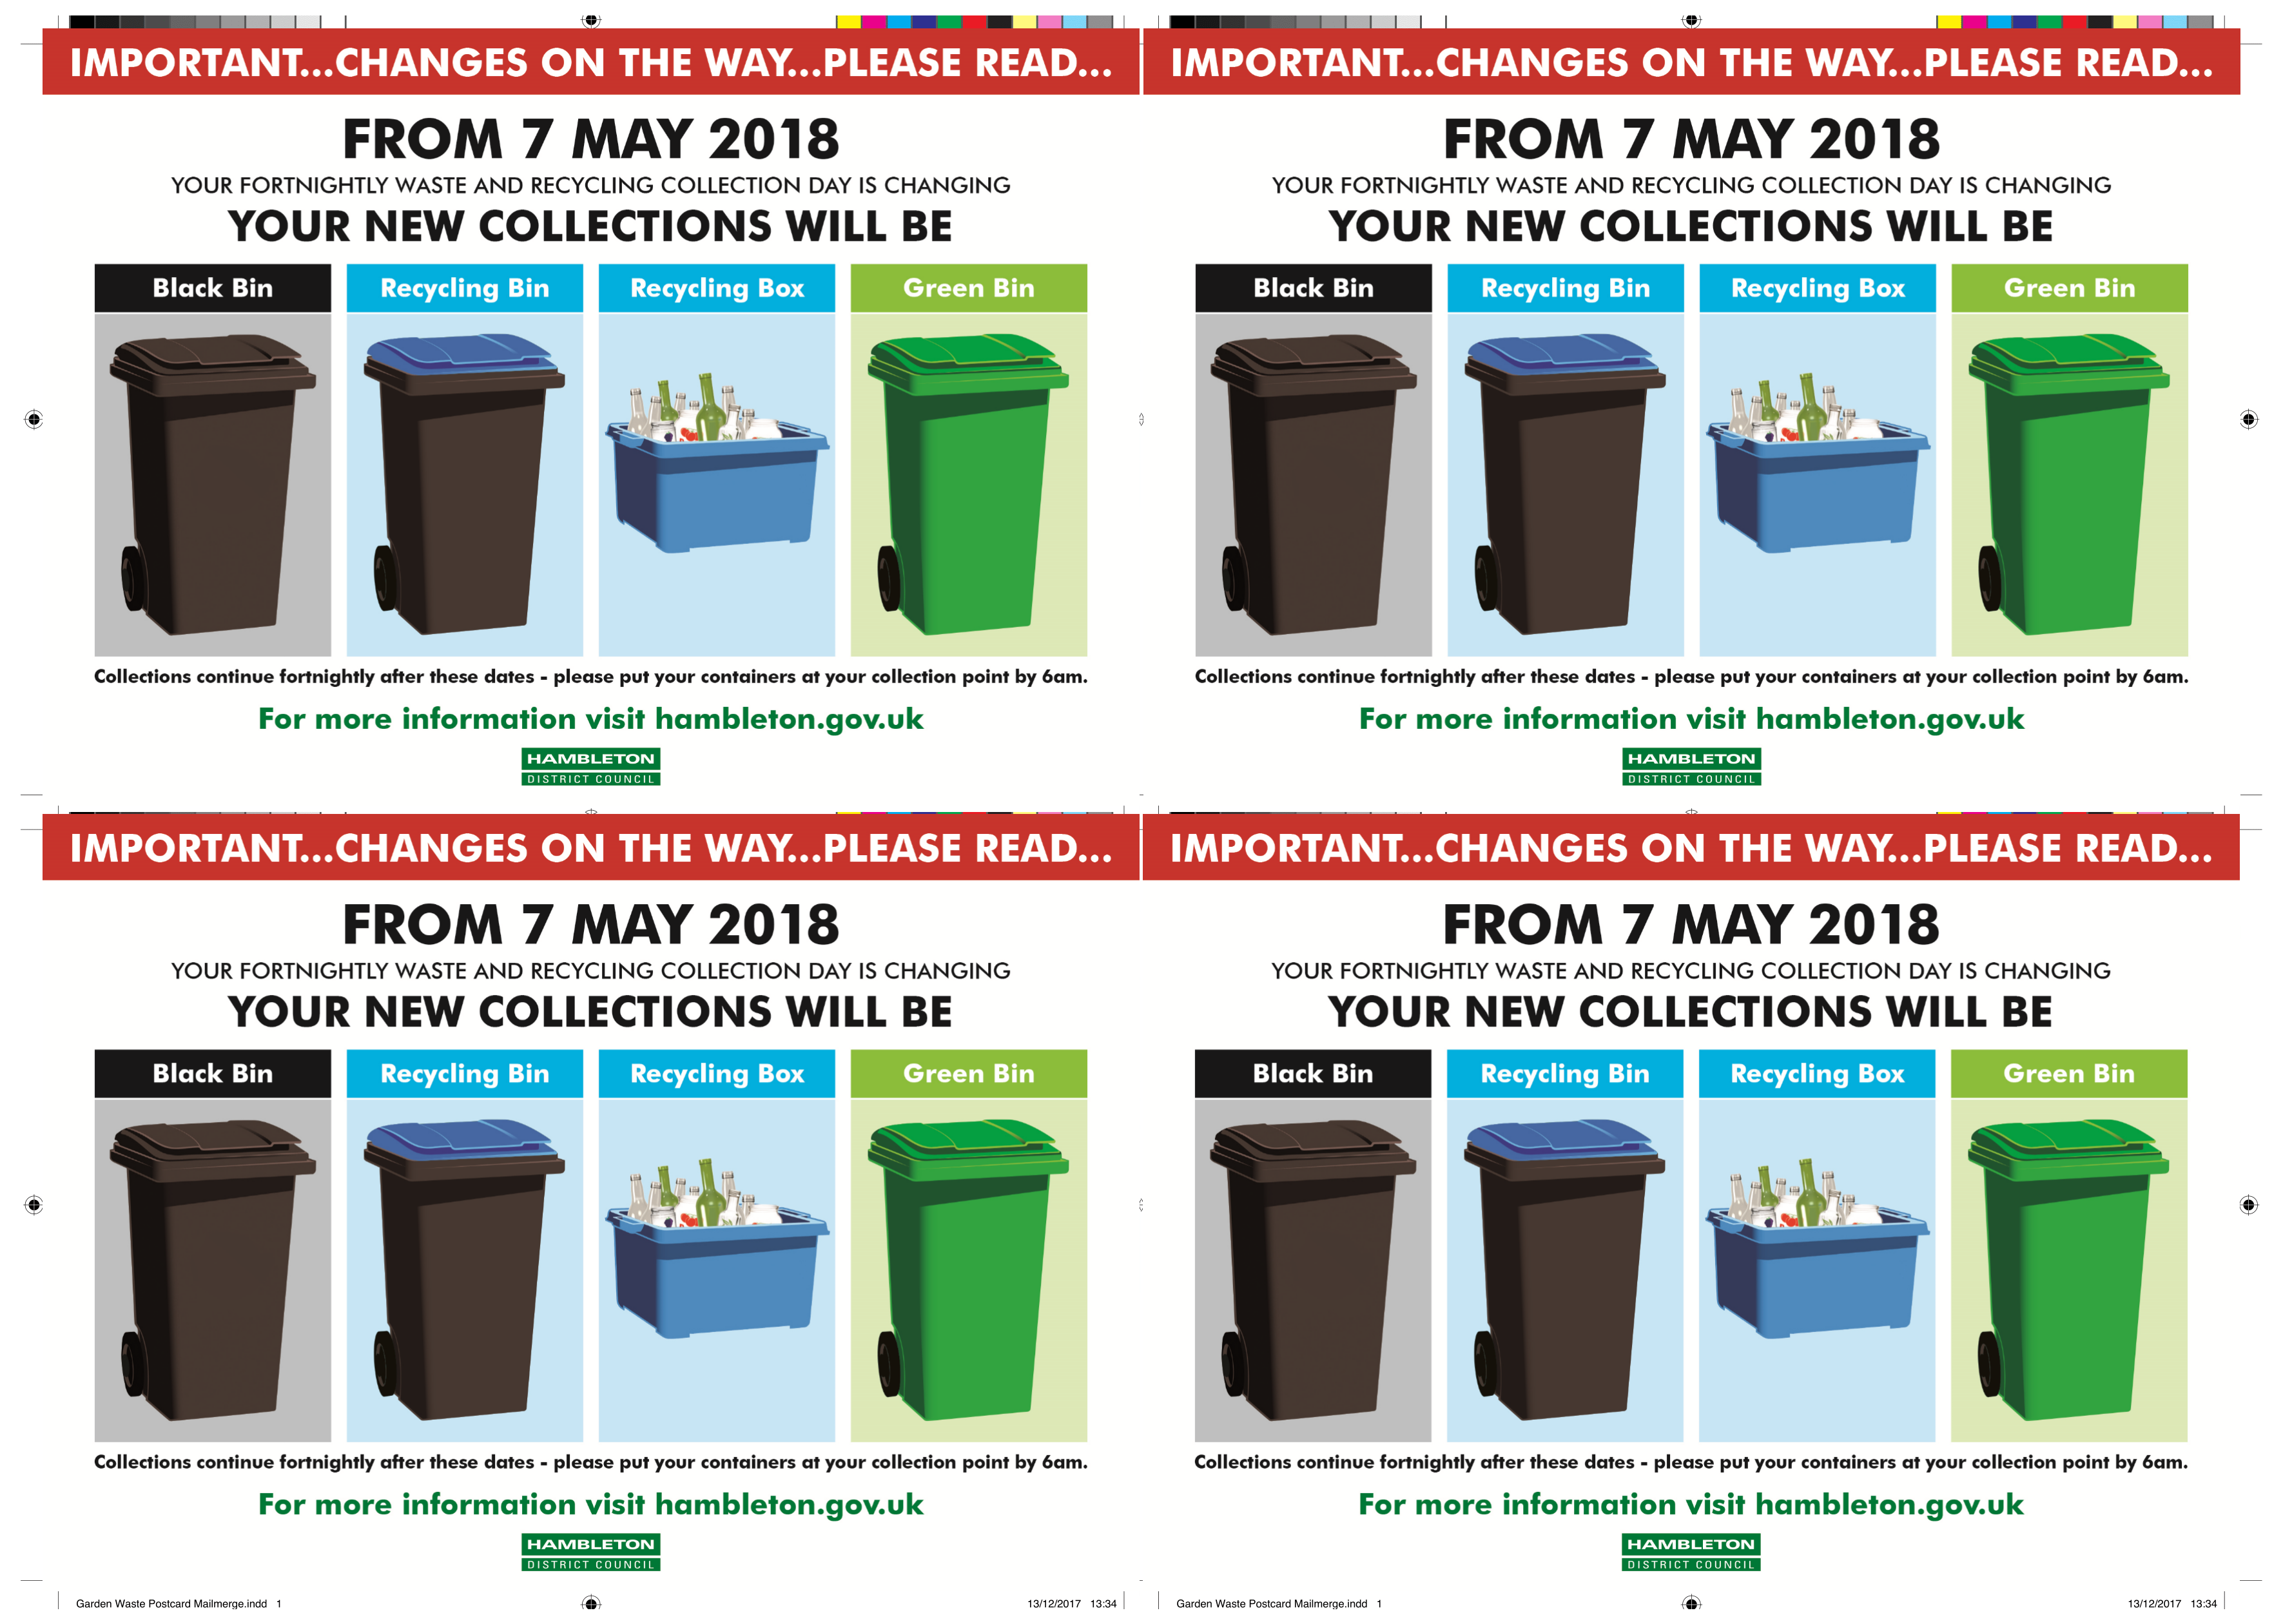 IMPORTANT...CHANGES ON THE WAY...PLEASE READ...
FROM 7 MAY 2018
YOUR FORTNIGHTLY WASTE AND RECYCLING COLLECTION DAY IS CHANGING
YOUR NEW COLLECTIONS WILL BE
Black Bin
Recycling Bin
Recycling Box
Green Bin
Collections continue fortnightly after these dates - please put your containers at your collection point by 6am.
For more information visit hambleton.gov.uk
HAMBLETON
DISTRICT COUNCIL
IMPORTANT...CHANGES ON THE WAY...PLEASE READ...
FROM 7 MAY 2018
YOUR FORTNIGHTLY WASTE AND RECYCLING COLLECTION DAY IS CHANGING
YOUR NEW COLLECTIONS WILL BE
Black Bin
Recycling Bin
Recycling Box
Green Bin
Collections continue fortnightly after these dates - please put your containers at your collection point by 6am.
For more information visit hambleton.gov.uk
HAMBLETON
DISTRICT COUNCIL
IMPORTANT...CHANGES ON THE WAY...PLEASE READ...
FROM 7 MAY 2018
YOUR FORTNIGHTLY WASTE AND RECYCLING COLLECTION DAY IS CHANGING
YOUR NEW COLLECTIONS WILL BE
Black Bin
Recycling Bin
Recycling Box
Green Bin
Collections continue fortnightly after these dates - please put your containers at your collection point by 6am.
For more information visit hambleton.gov.uk
HAMBLETON
DISTRICT COUNCIL
Garden Waste Postcard Mailmerge.indd 1
13/12/2017 13:34
IMPORTANT...CHANGES ON THE WAY...PLEASE READ...
FROM 7 MAY 2018
YOUR FORTNIGHTLY WASTE AND RECYCLING COLLECTION DAY IS CHANGING
YOUR NEW COLLECTIONS WILL BE
Black Bin
Recycling Bin
Recycling Box
Green Bin
Collections continue fortnightly after these dates - please put your containers at your collection point by 6am.
For more information visit hambleton.gov.uk
HAMBLETON
DISTRICT COUNCIL
Garden Waste Postcard Mailmerge.indd 1
13/12/2017 13:34